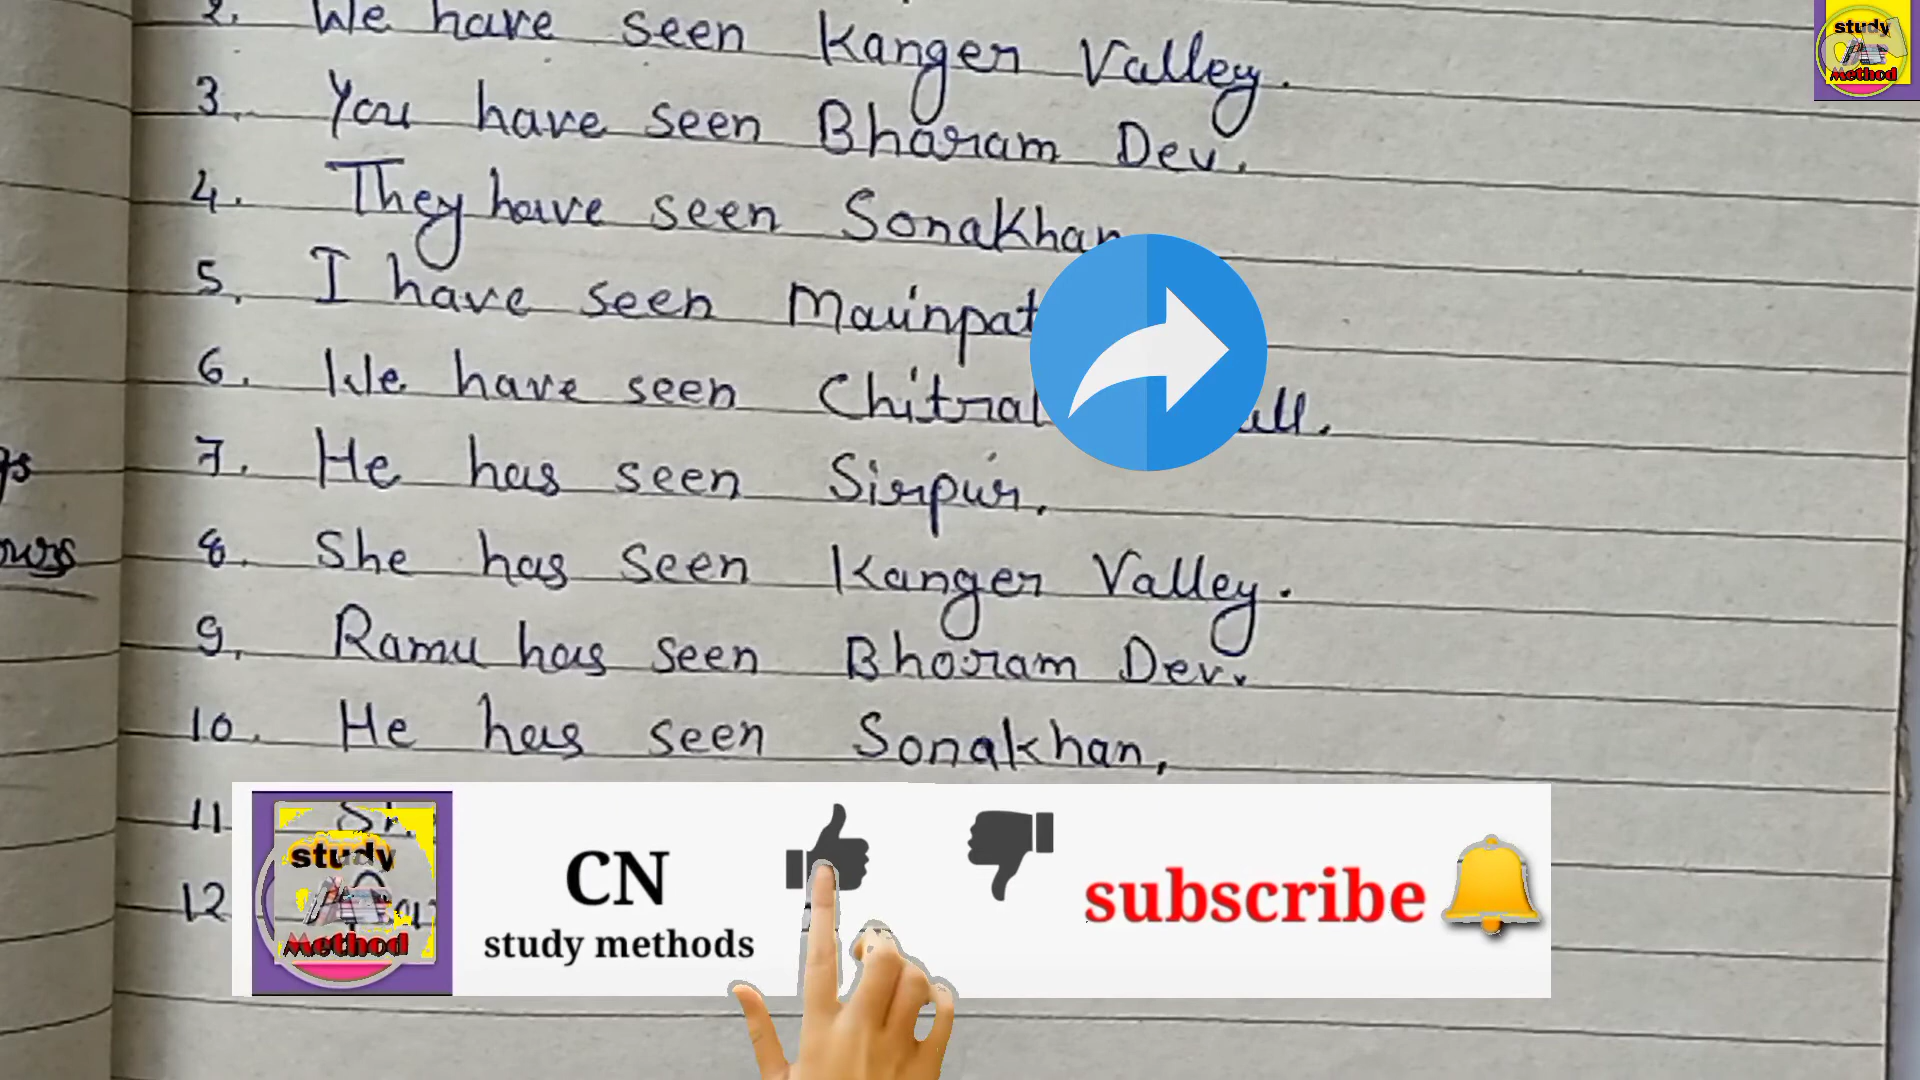 2. We have seen Kanger Valley.
3. You have seen Bharam Dev.
4. They have seen Sonakhan
5. I have seen Mainpat
6. We have seen
7. He has seen Sirpur.
8. She has seen Kanger Valley.
9. Ramu has seen Bhoram Dev.
10. He has seen Sonakhan,
11
12
study
Method
CN
study methods
subscribe
study
Method